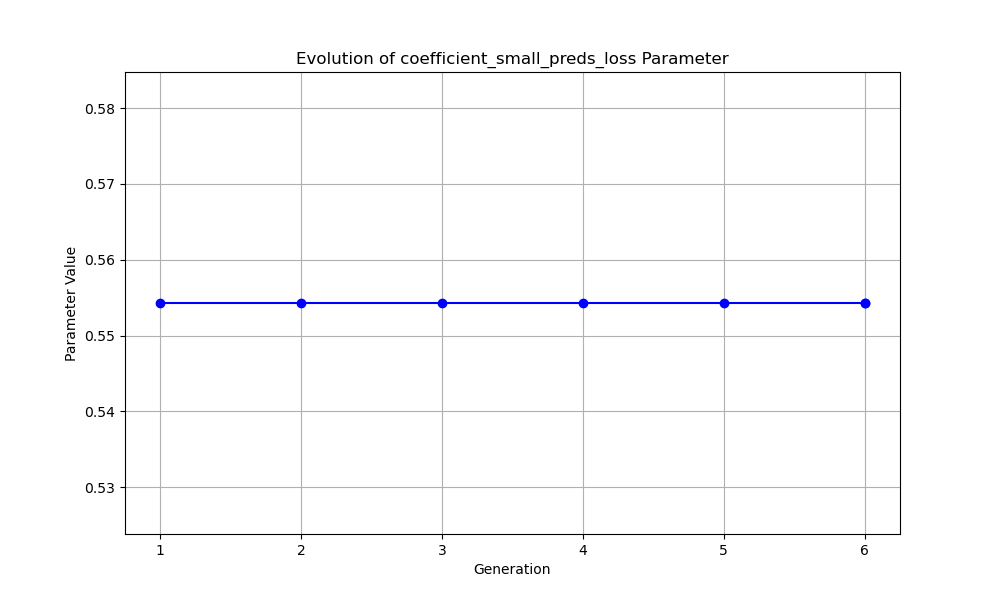 Evolution of coefficient_small_preds_loss Parameter
Parameter Value
0.58
0.57
0.56
0.55
0.54
0.53
1 2 3 4 5 6
Generation